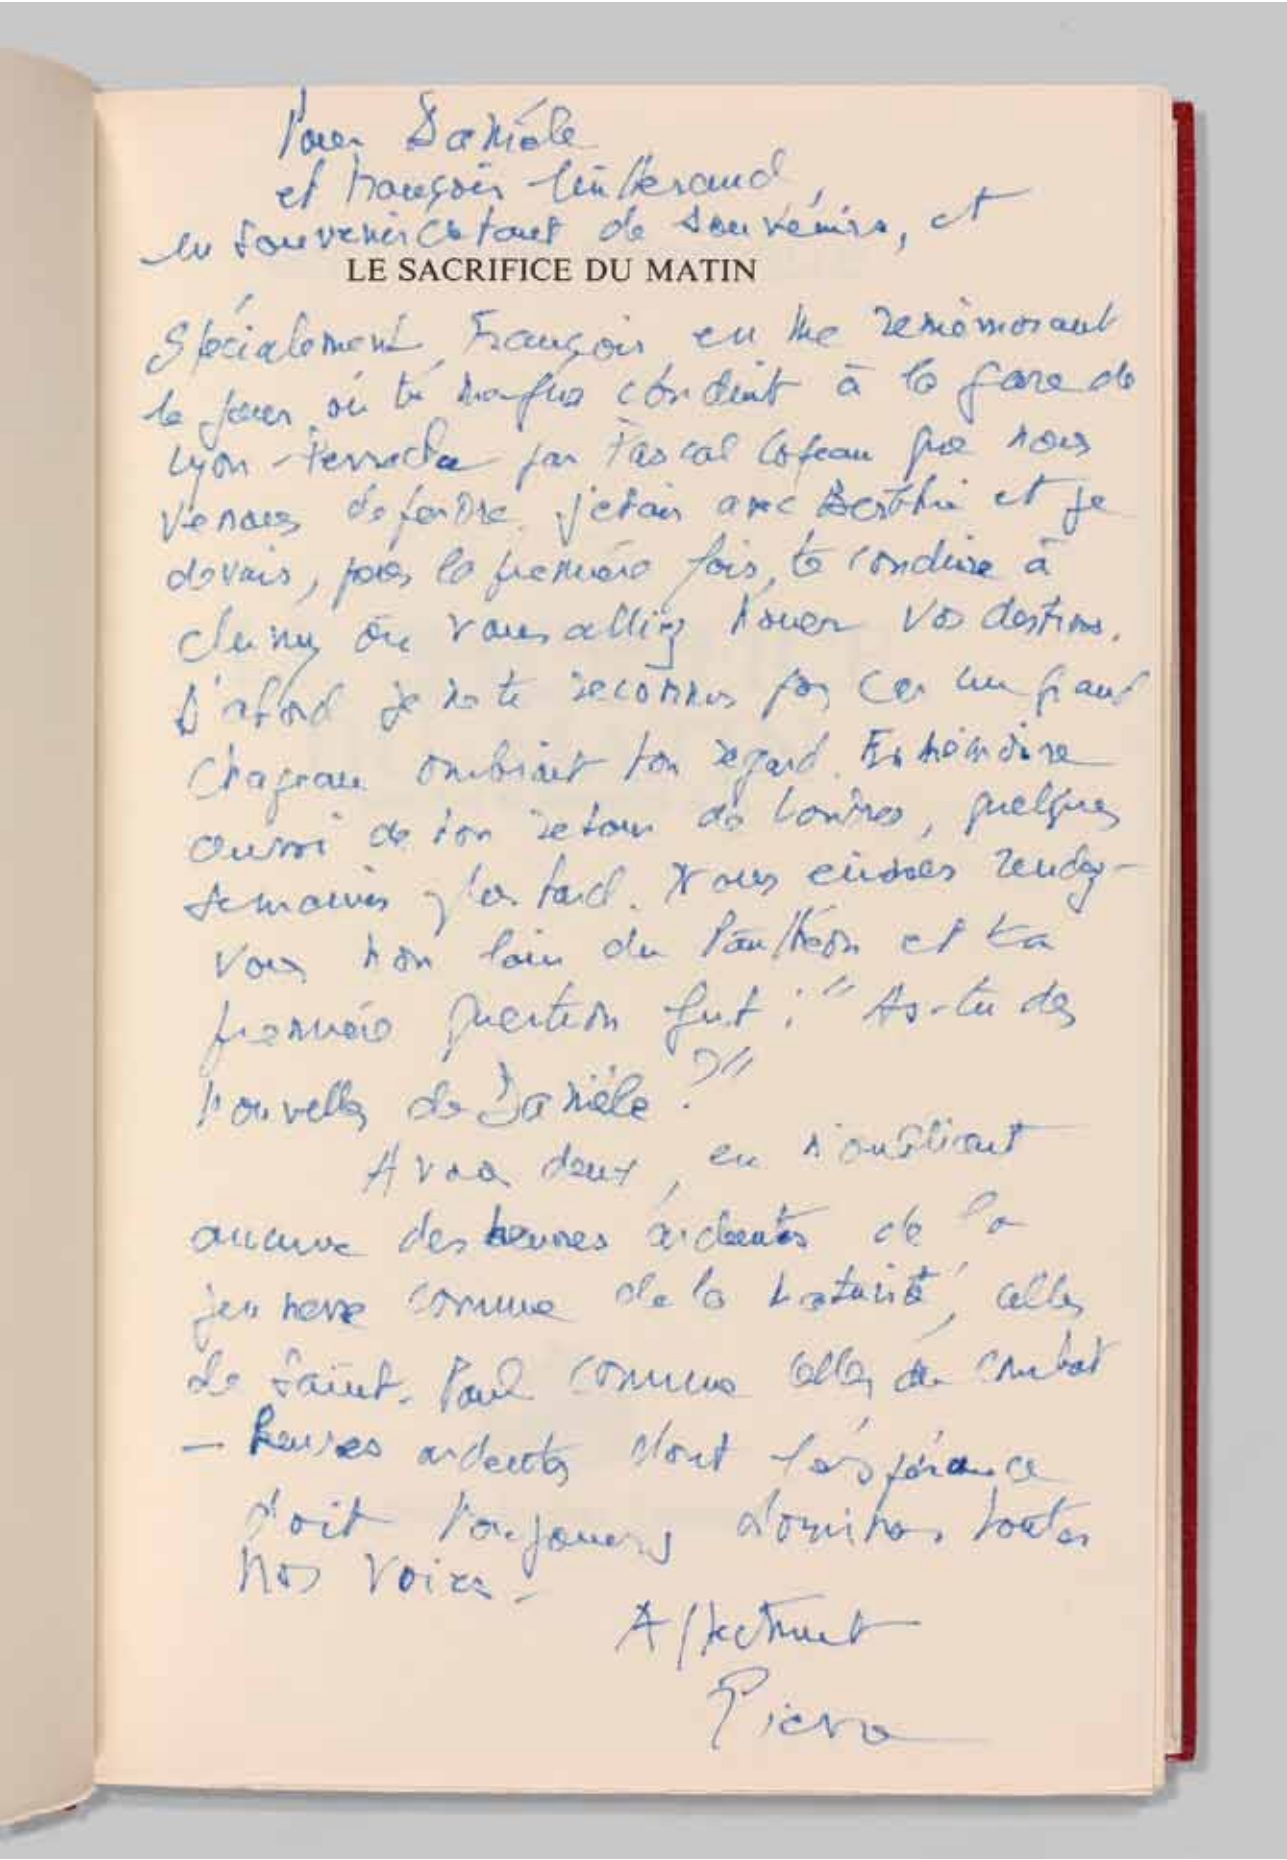 Pour Danièle
et François Mitterrand,
en souvenir de tant de souvenirs, et
LE SACRIFICE DU MATIN
Spécialement, François, en me remémorant
le jour où tu conduit à la gare de
Lyon-Perrache par Pascal Copeau que nous
venons de perdre. J'étais avec Berthie et je
devais, pour la première fois, te conduire à
Cluny où vous alliez nouer vos destins.
D'abord je ne te reconnus pas car un grand
chapeau ombrait ton regard. En mémoire
aussi de ton retour de Londres, quelques
semaines plus tard. Nous eûmes rendez-
vous non loin du Panthéon et ta
première question fut : "As-tu des
nouvelles de Danièle ?"
A vous deux, en n'oubliant
aucune des heures ardentes de la
jeunesse comme de la maturité, celles
de Saint-Paul comme celles du combat
— heures ardentes dont l'espérance
doit toujours dominer toutes
nos voies.
Affectnt
Pierre